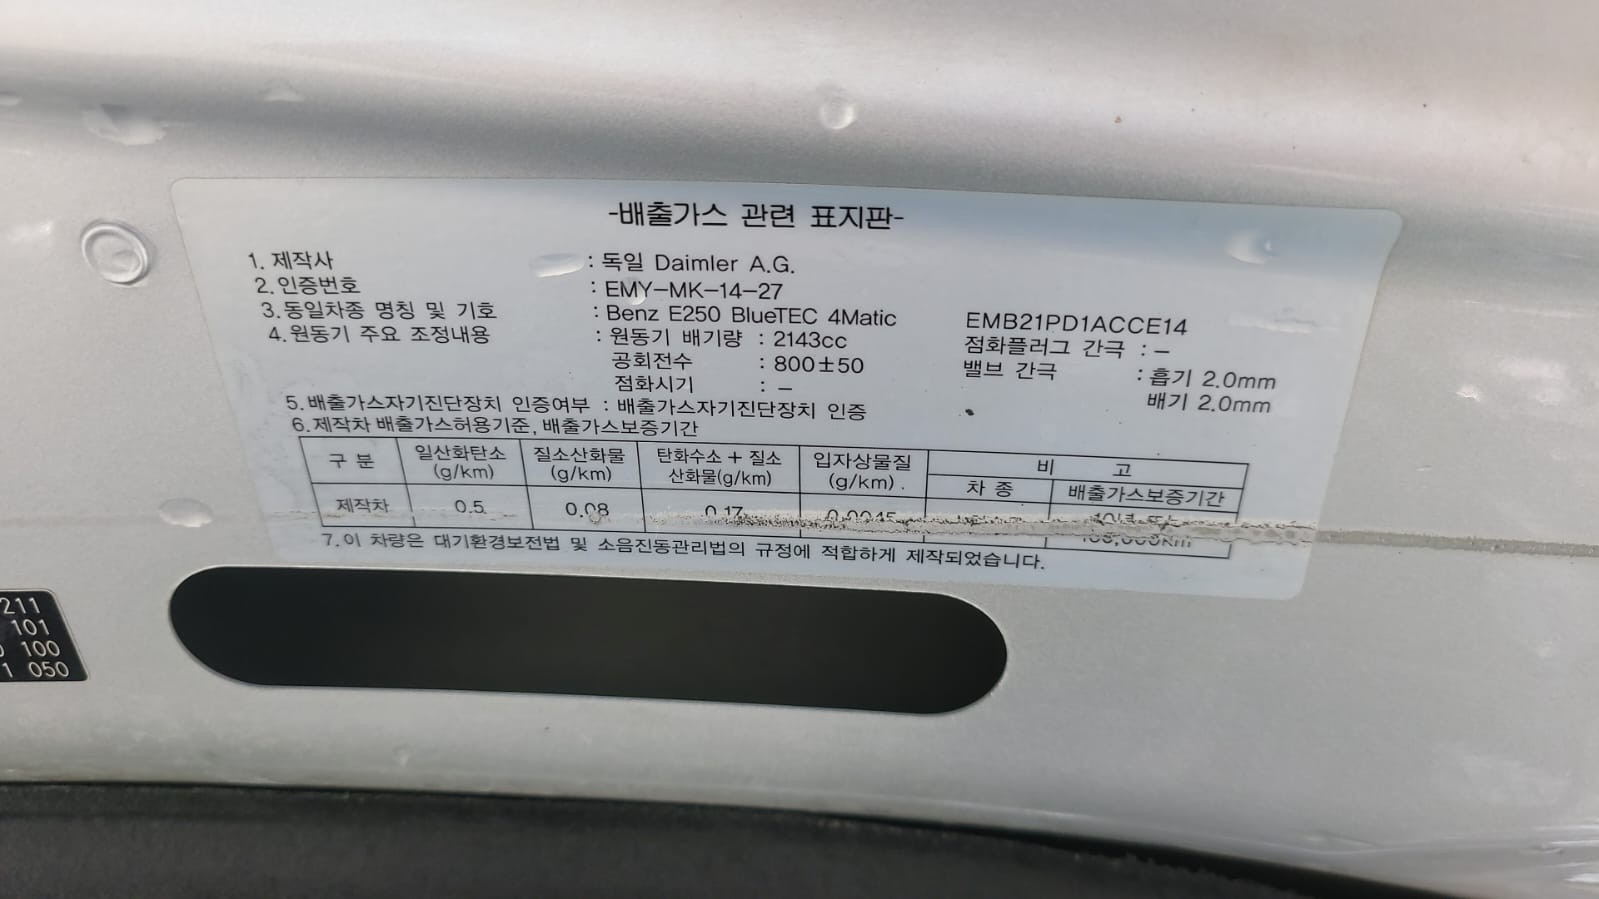 -배출가스 관련 표지판-
1. 제작사 : 독일 Daimler A.G.
2. 인증번호 : EMY-MK-14-27
3. 동일차종 명칭 및 기호 : Benz E250 BlueTEC 4Matic EMB21PD1ACCE14
4. 원동기 주요 조정내용 : 원동기 배기량 : 2143cc 점화플러그 간극 : -
공회전수 : 800±50 밸브 간극 : 흡기 2.0mm
점화시기 : - 배기 2.0mm
5. 배출가스자기진단장치 인증여부 : 배출가스자기진단장치 인증
6. 제작차 배출가스허용기준, 배출가스보증기간
구 분 일산화탄소 (g/km) 질소산화물 (g/km) 탄화수소 + 질소 산화물(g/km) 입자상물질 (g/km) . 비 고
차 종 배출가스보증기간
제작차 0.5 0.08 0.17 0.0045
7. 이 차량은 대기환경보전법 및 소음진동관리법의 규정에 적합하게 제작되었습니다.
211
101
100
1 050